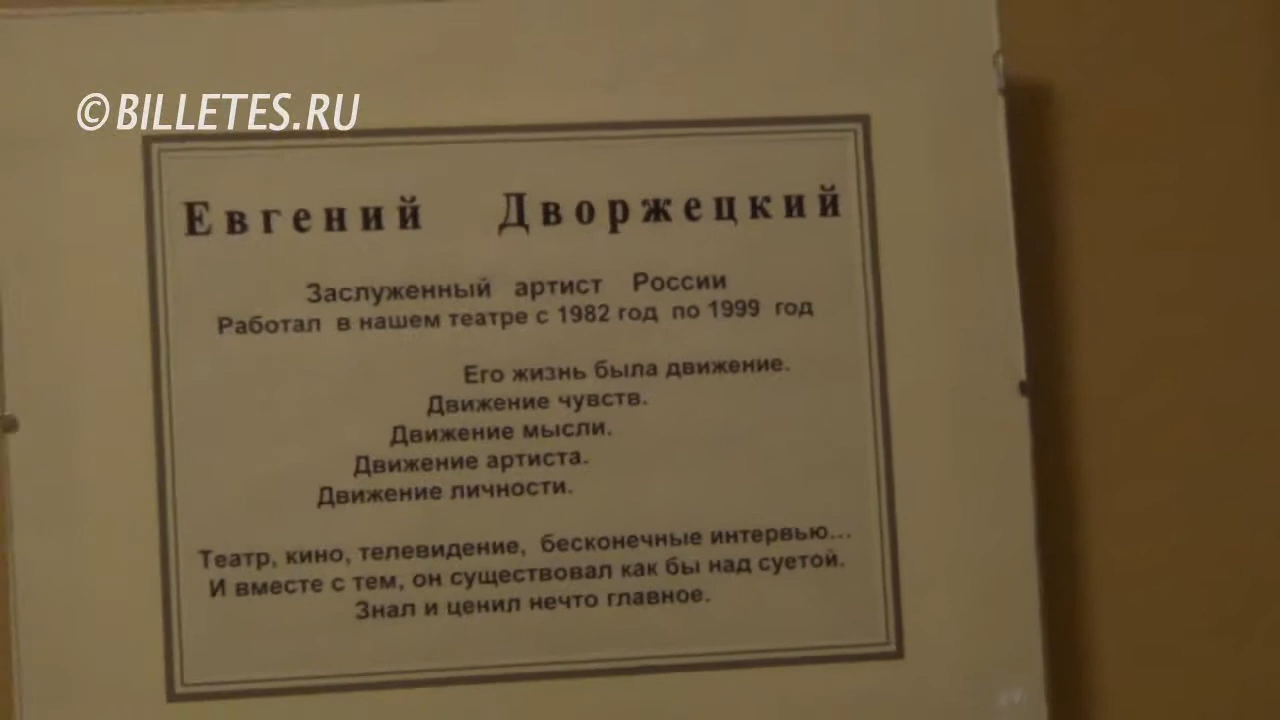 ©BILLETES.RU
Евгений Дворжецкий
Заслуженный артист России
Работал в нашем театре с 1982 год по 1999 год
Его жизнь была движение.
Движение чувств.
Движение мысли.
Движение артиста.
Движение личности.
Театр, кино, телевидение, бесконечные интервью...
И вместе с тем, он существовал как бы над суетой.
Знал и ценил нечто главное.